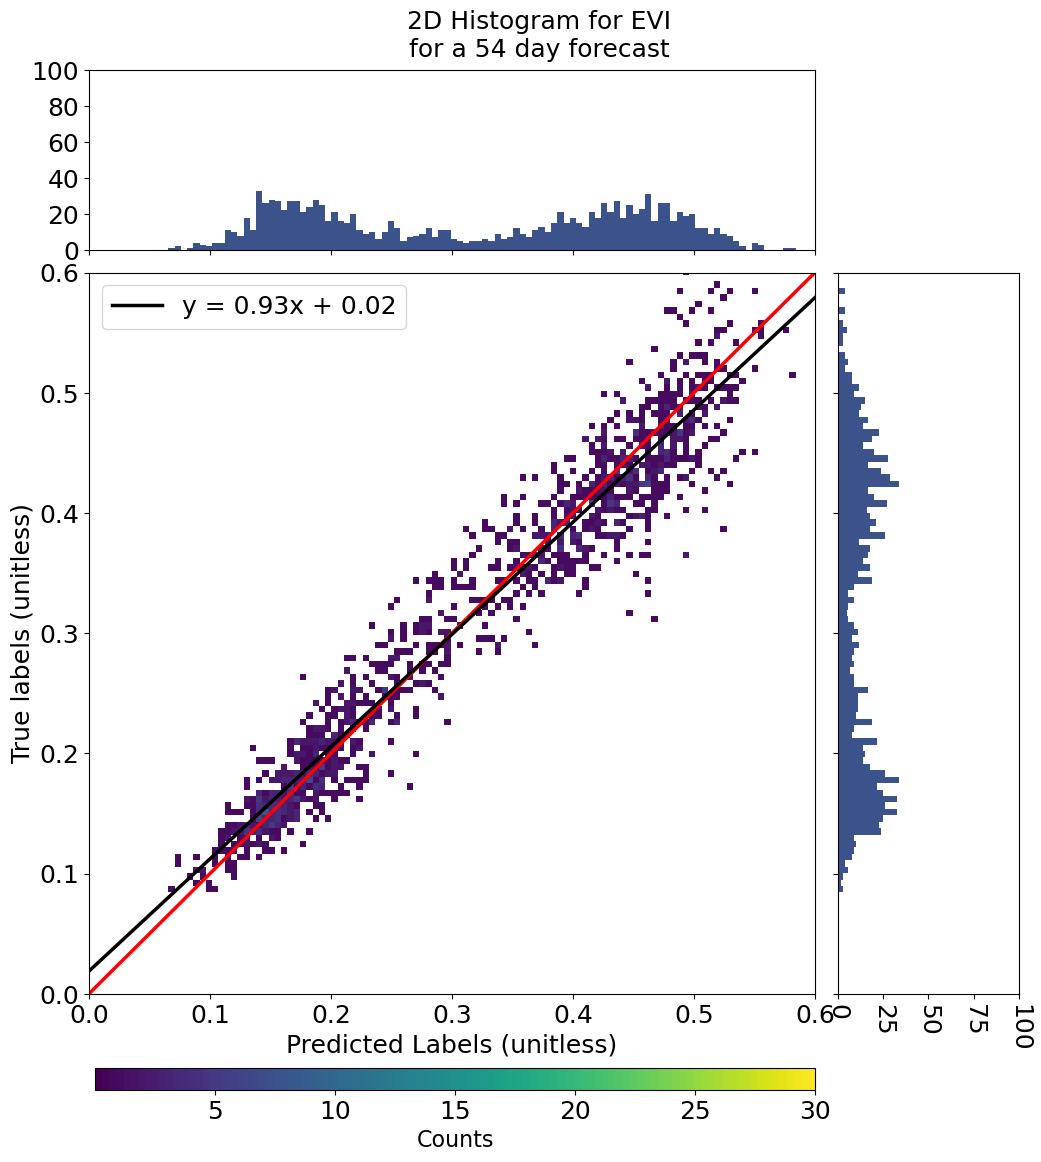 2D Histogram for EVI
for a 54 day forecast
100
80
60
40
20
0
0.6
0.5
0.4
0.3
0.2
0.1
0.0
True labels (unitless)
y = 0.93x + 0.02
0.0 0.1 0.2 0.3 0.4 0.5 0.6
Predicted Labels (unitless)
0 25 50 75 100
5 10 15 20 25 30
Counts